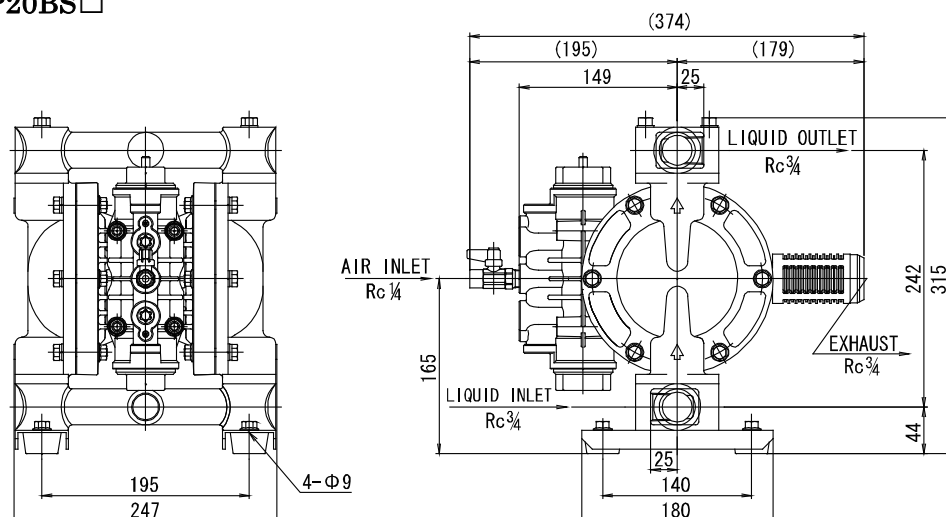 P20BS□
(374)
(195)
(179)
149
25
LIQUID OUTLET
Rc¾
AIR INLET
Rc¼
242
315
EXHAUST
Rc¾
165
LIQUID INLET
Rc¾
44
25
4-Φ9
195
140
247
180